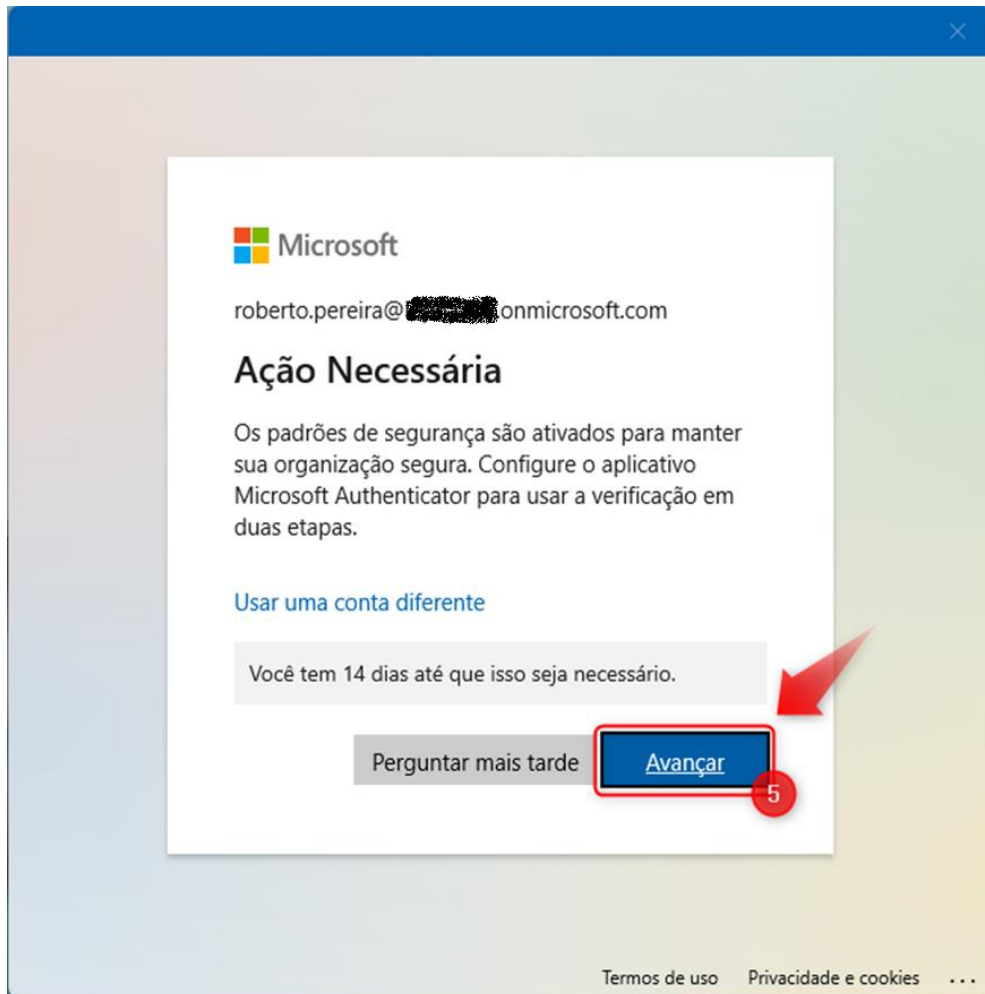 Microsoft
roberto.pereira@ onmicrosoft.com
Ação Necessária
Os padrões de segurança são ativados para manter
sua organização segura. Configure o aplicativo
Microsoft Authenticator para usar a verificação em
duas etapas.
Usar uma conta diferente
Você tem 14 dias até que isso seja necessário.
Perguntar mais tarde
Avançar
5
Termos de uso
Privacidade e cookies
...